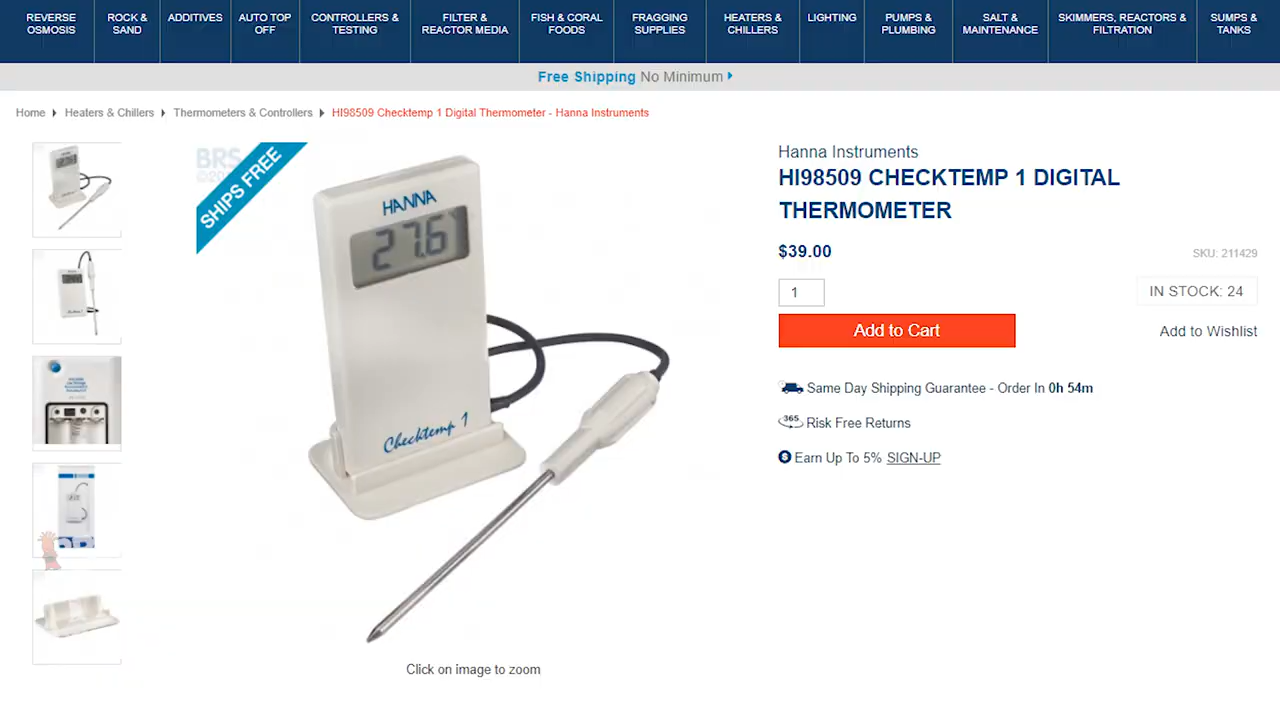 REVERSE
OSMOSIS
ROCK &
SAND
ADDITIVES
AUTO TOP
OFF
CONTROLLERS &
TESTING
FILTER &
REACTOR MEDIA
FISH & CORAL
FOODS
FRAGGING
SUPPLIES
HEATERS &
CHILLERS
LIGHTING
PUMPS &
PLUMBING
SALT &
MAINTENANCE
SKIMMERS, REACTORS &
FILTRATION
SUMPS &
TANKS
Free Shipping No Minimum
Home Heaters & Chillers Thermometers & Controllers HI98509 Checktemp 1 Digital Thermometer - Hanna Instruments
BRS
SHIPS FREE
HANNA
27.6
Checktemp 1
Click on image to zoom
Hanna Instruments
HI98509 CHECKTEMP 1 DIGITAL
THERMOMETER
$39.00
SKU: 211429
1
IN STOCK: 24
Add to Cart
Add to Wishlist
Same Day Shipping Guarantee - Order In 0h 54m
365
Risk Free Returns
Earn Up To 5% SIGN-UP